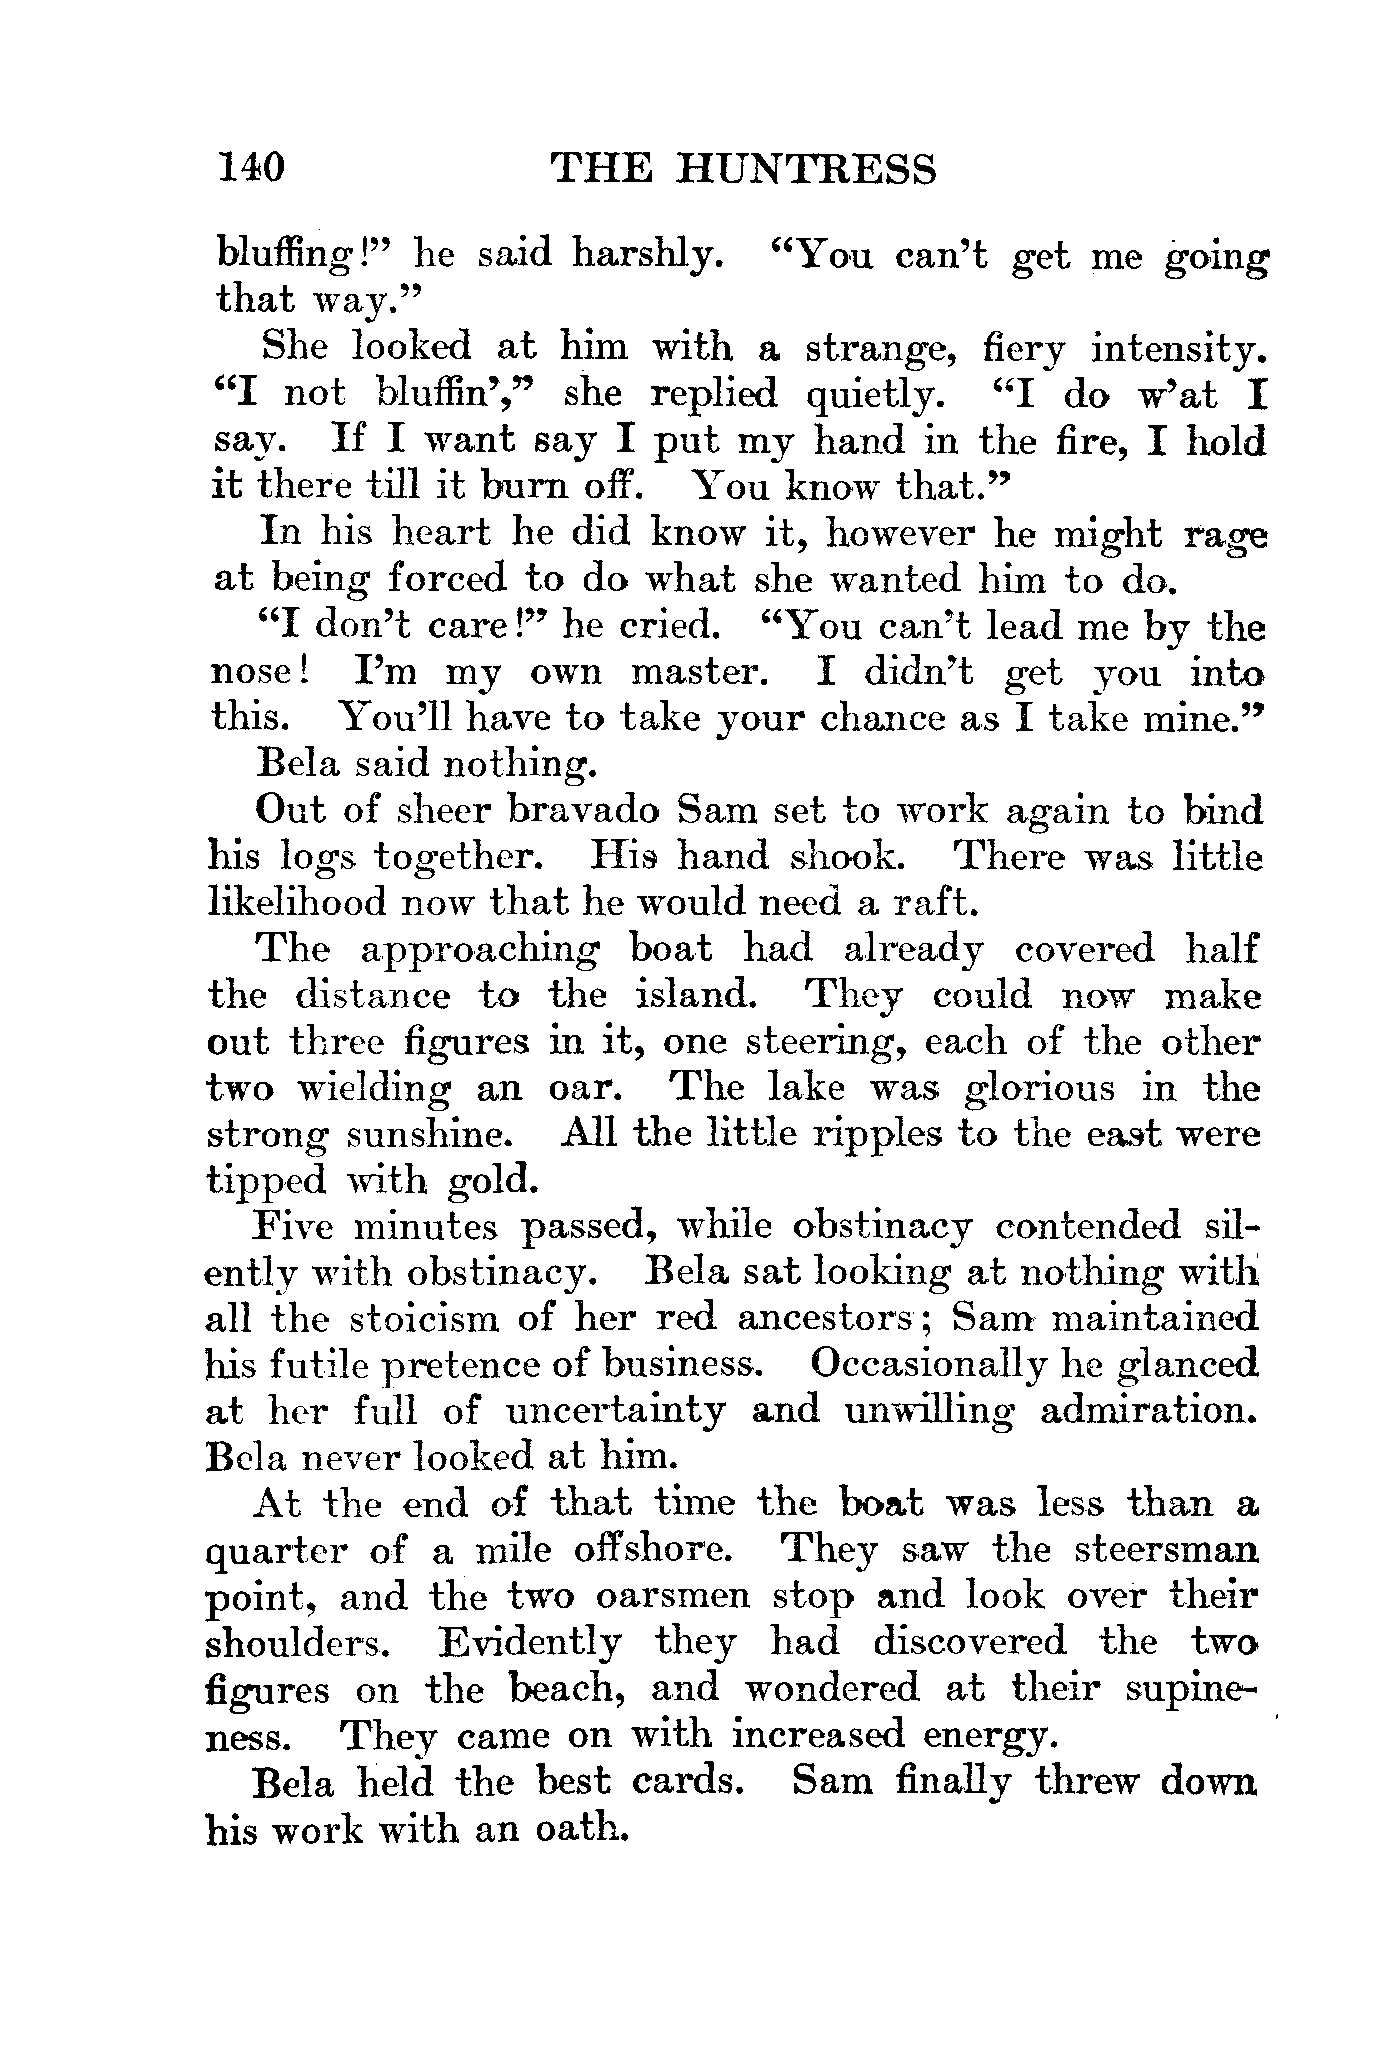 140 THE HUNTRESS
bluffing!” he said harshly. “You can’t get me going
that way.”
She looked at him with a strange, fiery intensity.
“I not bluffin’,” she replied quietly. “I do w’at I
say. If I want say I put my hand in the fire, I hold
it there till it burn off. You know that.”
In his heart he did know it, however he might rage
at being forced to do what she wanted him to do.
“I don’t care!” he cried. “You can’t lead me by the
nose! I’m my own master. I didn’t get you into
this. You’ll have to take your chance as I take mine.”
Bela said nothing.
Out of sheer bravado Sam set to work again to bind
his logs together. His hand shook. There was little
likelihood now that he would need a raft.
The approaching boat had already covered half
the distance to the island. They could now make
out three figures in it, one steering, each of the other
two wielding an oar. The lake was glorious in the
strong sunshine. All the little ripples to the east were
tipped with gold.
Five minutes passed, while obstinacy contended sil-
ently with obstinacy. Bela sat looking at nothing with
all the stoicism of her red ancestors; Sam maintained
his futile pretence of business. Occasionally he glanced
at her full of uncertainty and unwilling admiration.
Bela never looked at him.
At the end of that time the boat was less than a
quarter of a mile offshore. They saw the steersman
point, and the two oarsmen stop and look over their
shoulders. Evidently they had discovered the two
figures on the beach, and wondered at their supine-
ness. They came on with increased energy.
Bela held the best cards. Sam finally threw down
his work with an oath.